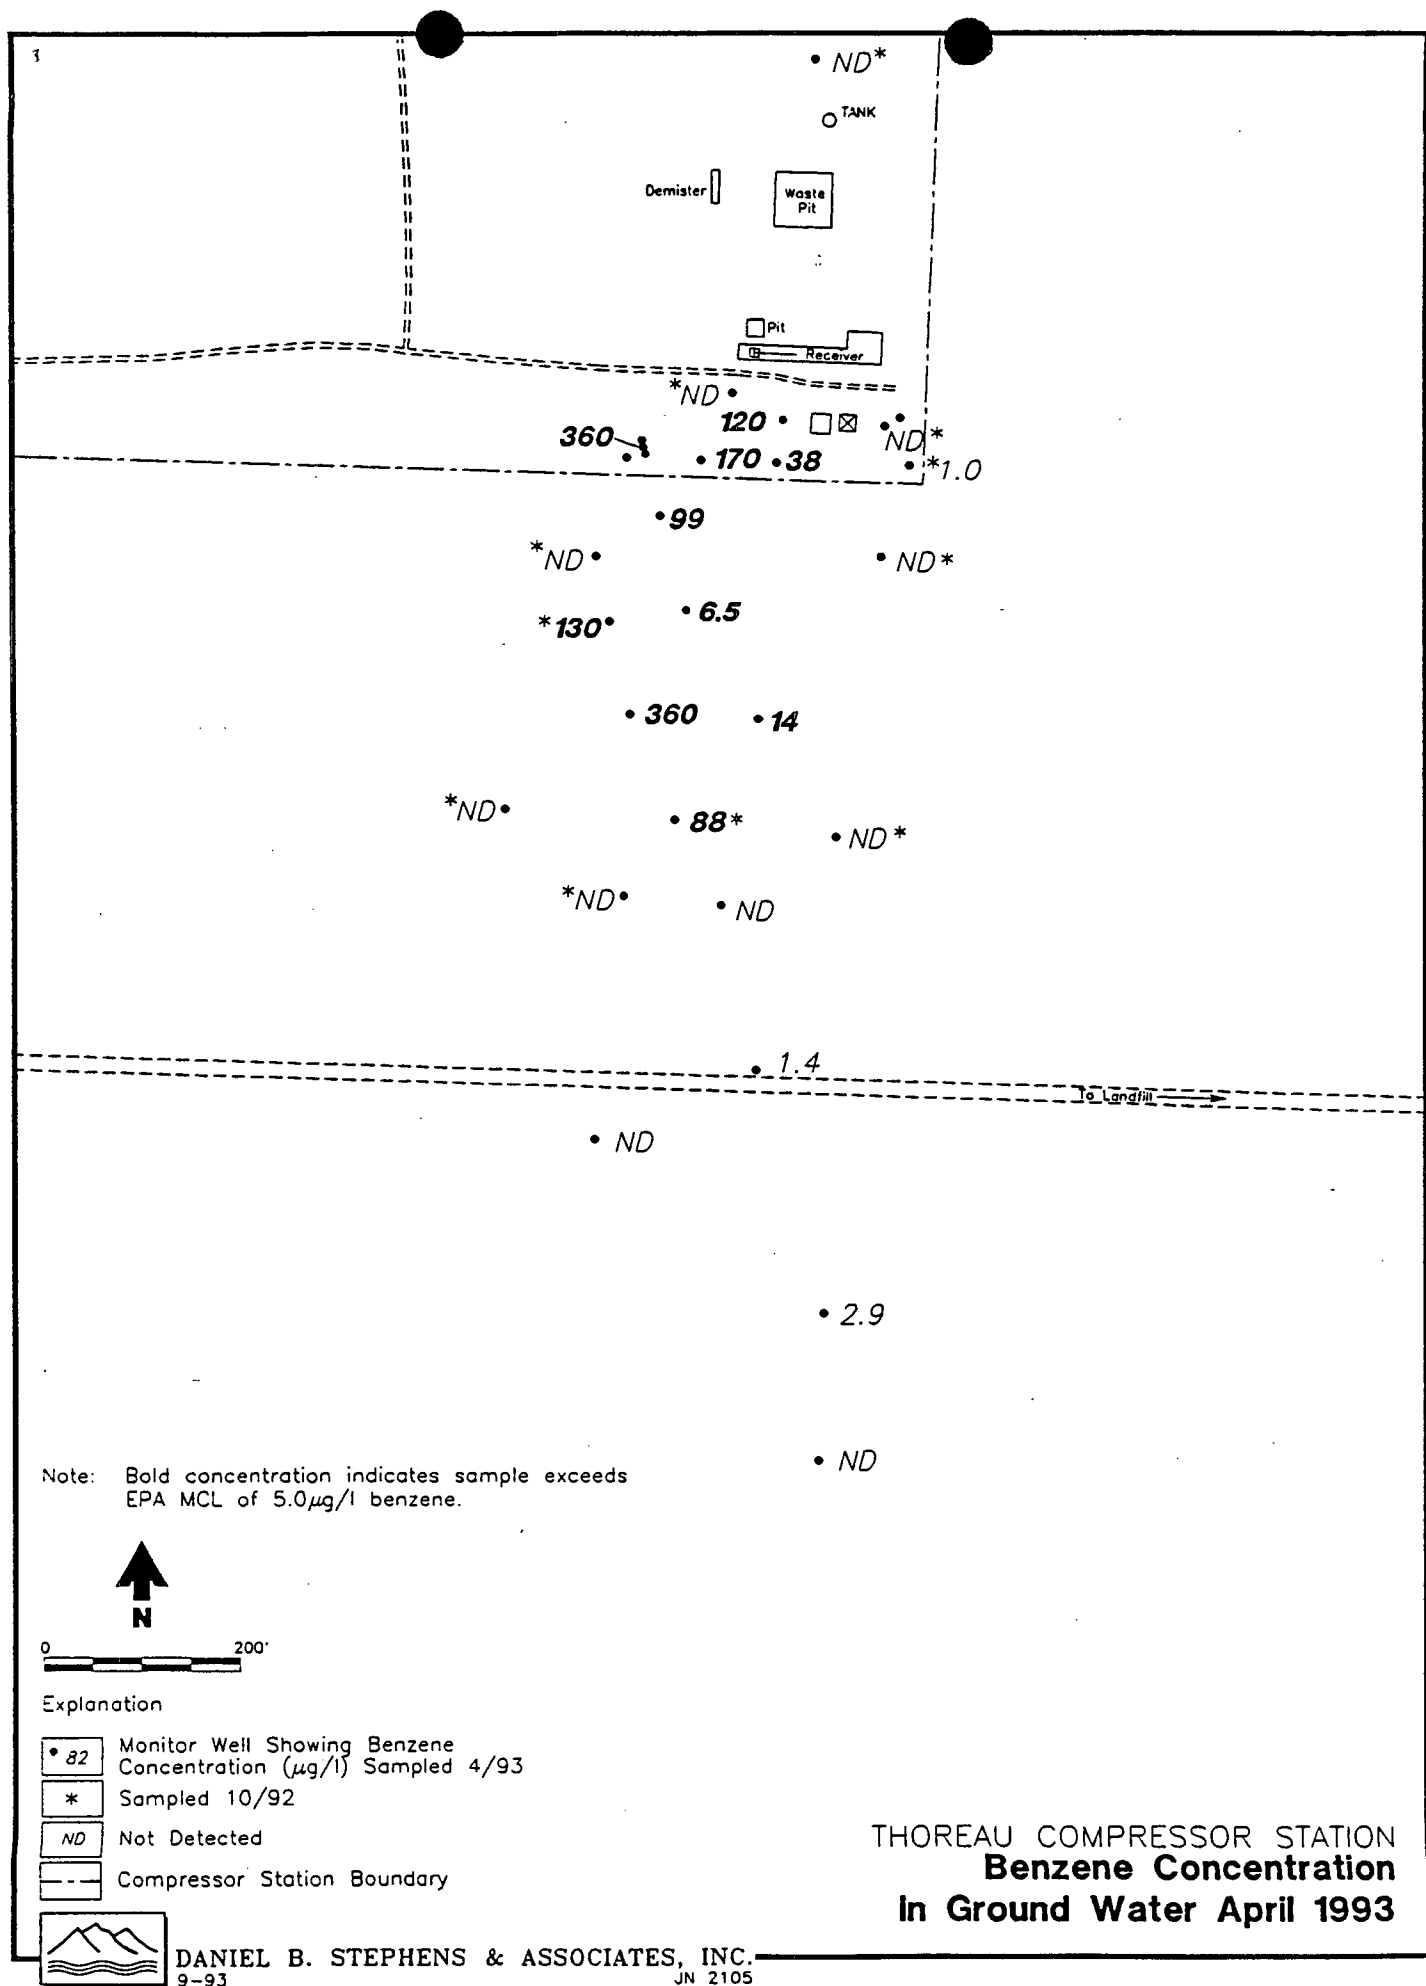 ND*
TANK
Demister
Waste
Pit
Pit
Receiver
*ND
120
ND*
360
170
38
*1.0
99
*ND
ND*
6.5
*130
360
14
*ND
88*
ND*
*ND
ND
1.4
To Landfill
ND
2.9
ND
Note: Bold concentration indicates sample exceeds
EPA MCL of 5.0µg/l benzene.
N
0 200'
Explanation
82 Monitor Well Showing Benzene
Concentration (µg/l) Sampled 4/93
* Sampled 10/92
ND Not Detected
Compressor Station Boundary
THOREAU COMPRESSOR STATION
Benzene Concentration
In Ground Water April 1993
DANIEL B. STEPHENS & ASSOCIATES, INC.
9-93 JN 2105